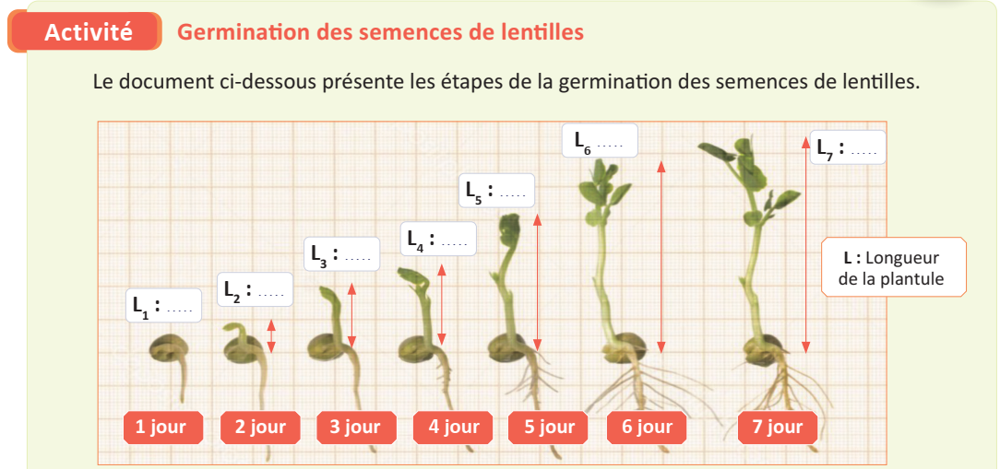 Activité Germination des semences de lentilles
Le document ci-dessous présente les étapes de la germination des semences de lentilles.
L1 : .....
L2 : .....
L3 : .....
L4 : .....
L5 : .....
L6 .....
L7 : .....
L : Longueur
de la plantule
1 jour
2 jour
3 jour
4 jour
5 jour
6 jour
7 jour